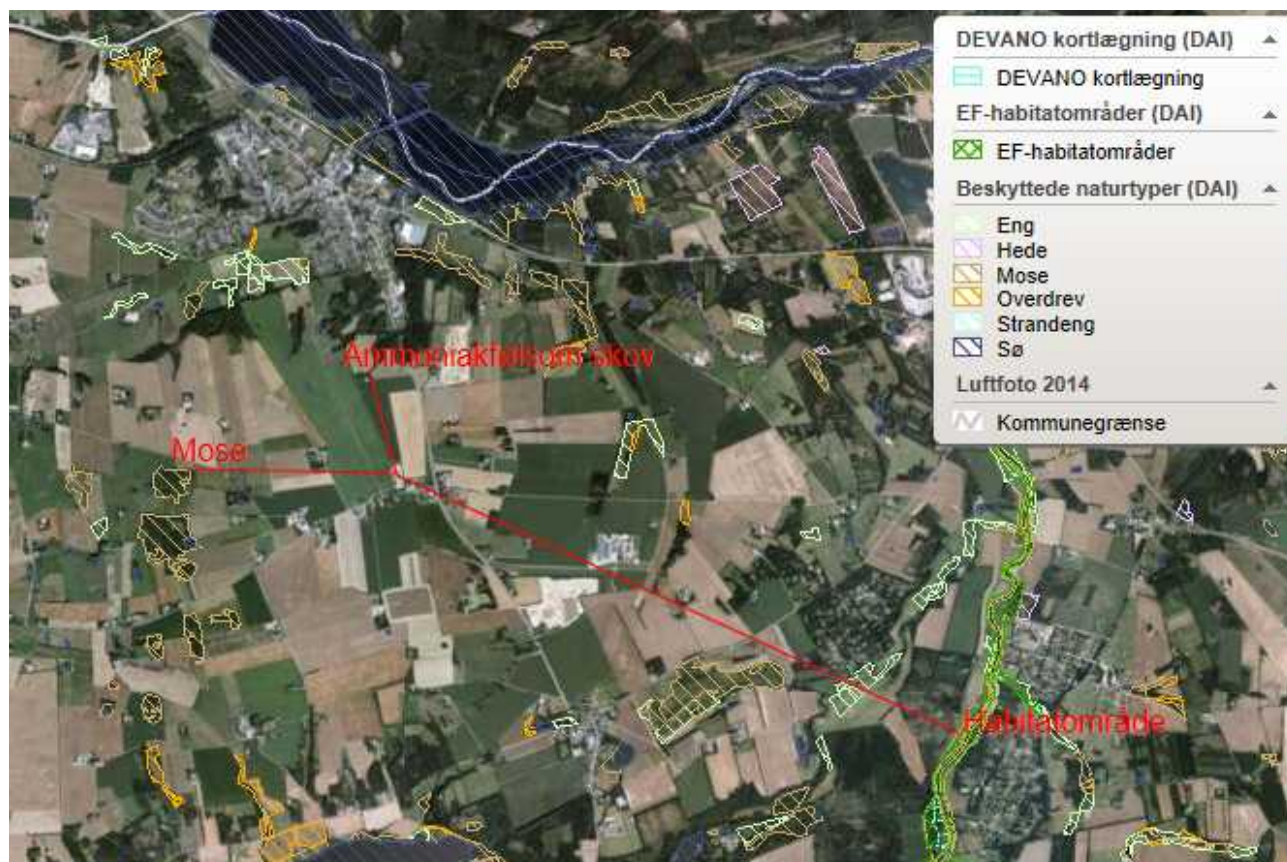 DEVANO kortlægning (DAI)
DEVANO kortlægning
EF-habitatområder (DAI)
EF-habitatområder
Beskyttede naturtyper (DAI)
Eng
Hede
Mose
Overdrev
Strandeng
Sø
Luftfoto 2014
Kommunegrænse
Ammoniakfølsom skov
Mose
Habitatområde